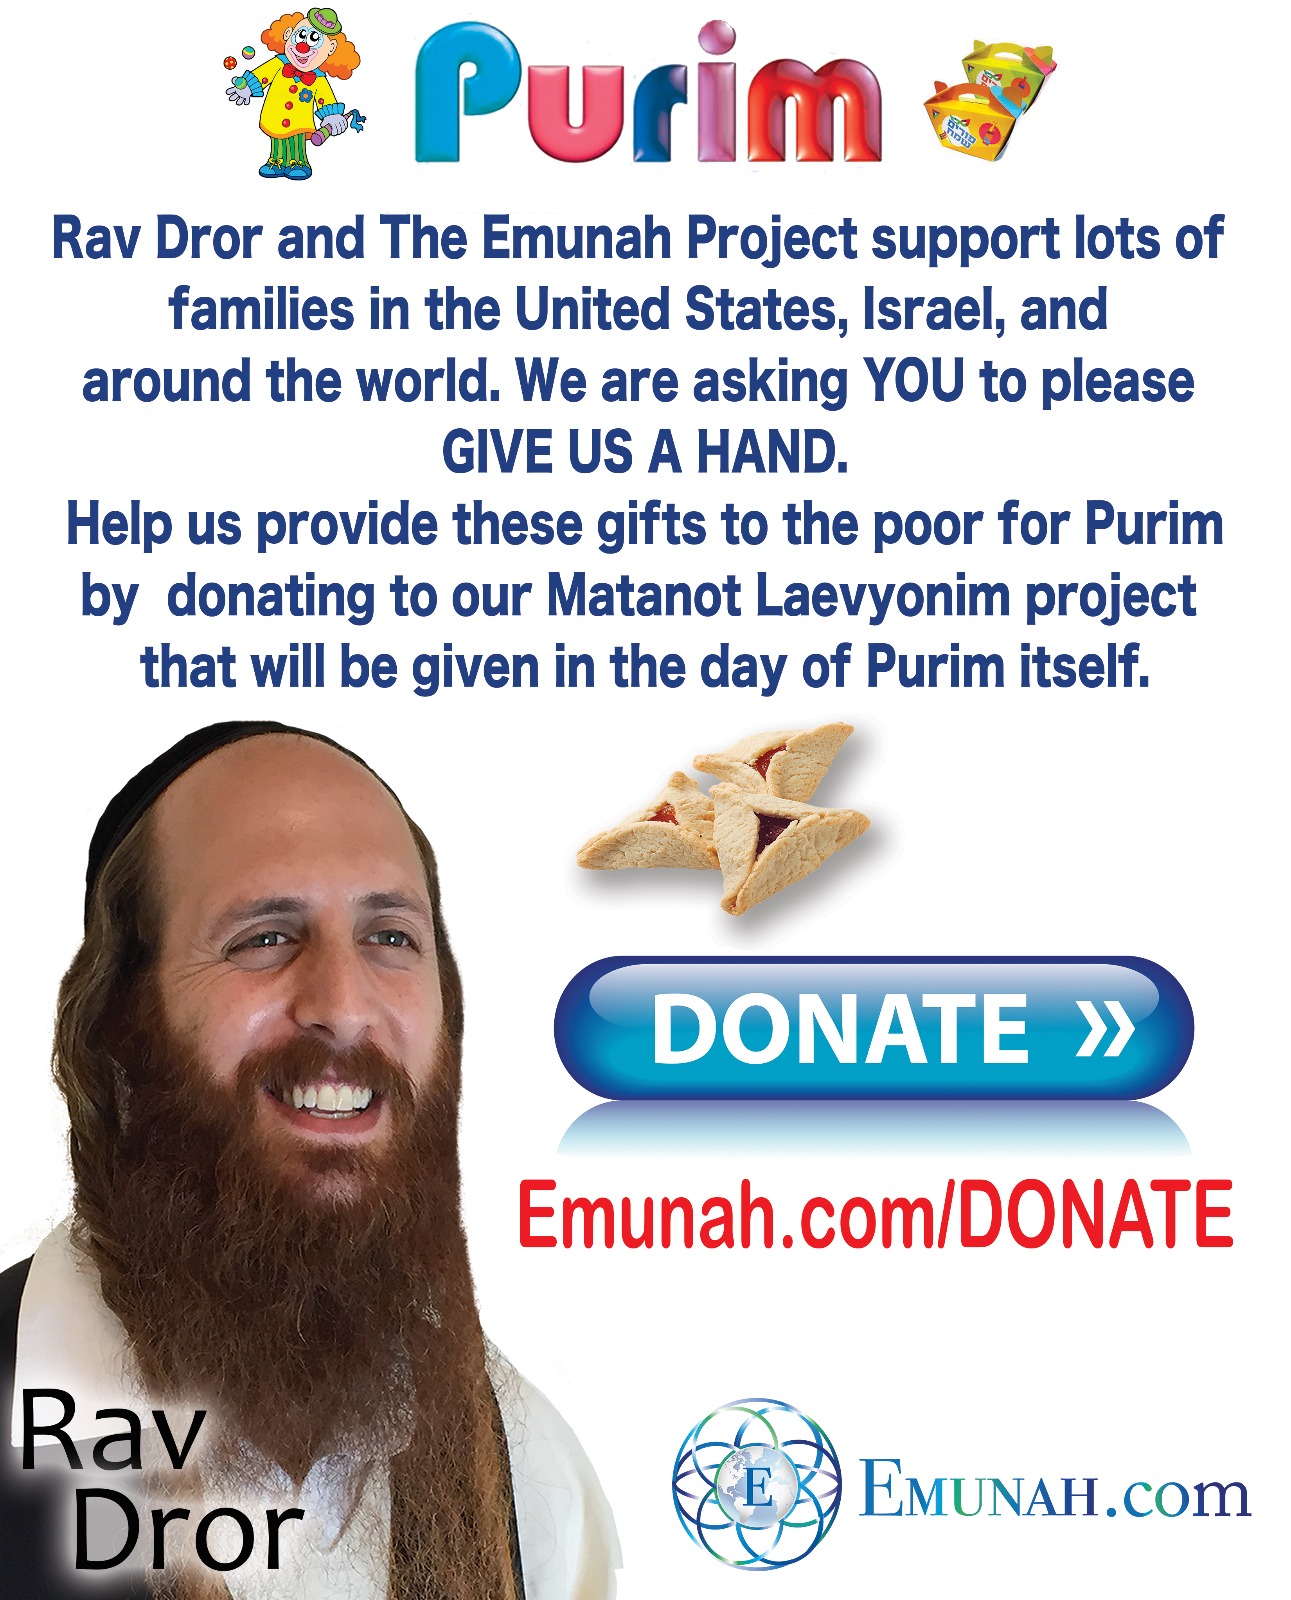 Purim
פורים
שמח
Rav Dror and The Emunah Project support lots of
families in the United States, Israel, and
around the world. We are asking YOU to please
GIVE US A HAND.
Help us provide these gifts to the poor for Purim
by  donating to our Matanot Laevyonim project
that will be given in the day of Purim itself.
DONATE »
Emunah.com/DONATE
Rav
Dror
E
EMUNAH.com